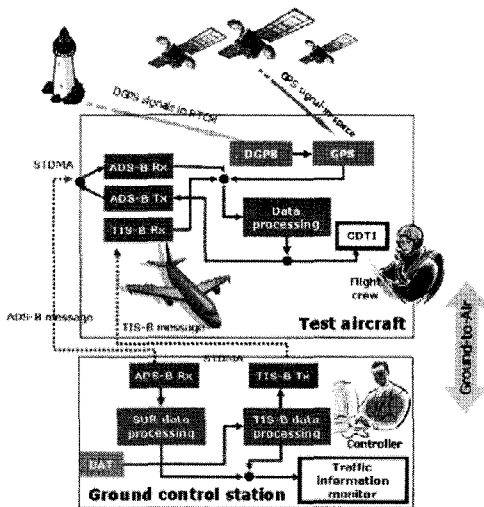 DGPS signals in RTCM
GPS signal-in-space
STDMA
ADS-B Rx
DGPS
GPS
ADS-B Tx
TIS-B Rx
Data
processing
CDTI
Flight
crew
ADS-B message
TIS-B message
Test aircraft
Ground-to-Air
STDMA
ADS-B Rx
TIS-B Tx
SUR data
processing
TIS-B data
processing
Controller
Ground control station
Traffic
information
monitor